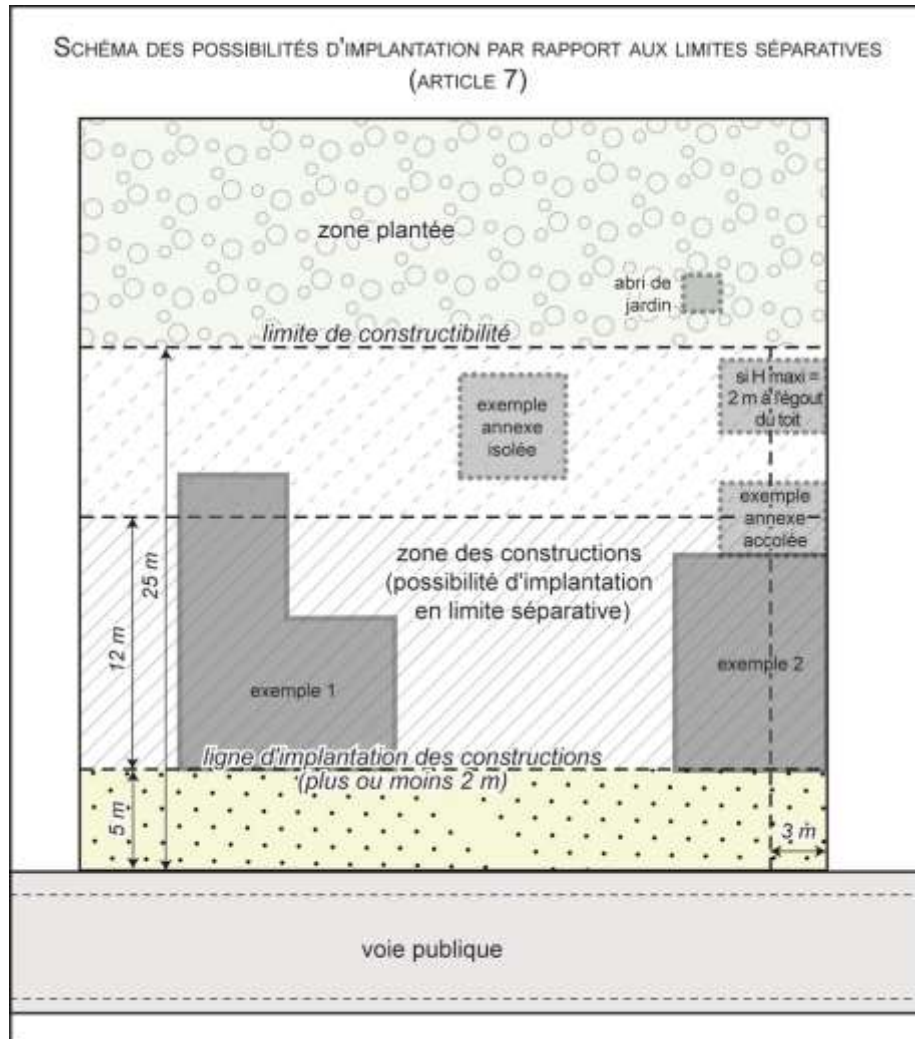 SCHÉMA DES POSSIBILITÉS D'IMPLANTATION PAR RAPPORT AUX LIMITES SÉPARATIVES
(ARTICLE 7)
zone plantée
abri de
jardin
limite de constructibilité
si H maxi =
2 m à l'égout
du toit
exemple
annexe
isolée
exemple
annexe
accolée
zone des constructions
(possibilité d'implantation
en limite séparative)
25 m
12 m
exemple 1
exemple 2
ligne d'implantation des constructions
(plus ou moins 2 m)
5 m
3 m
voie publique